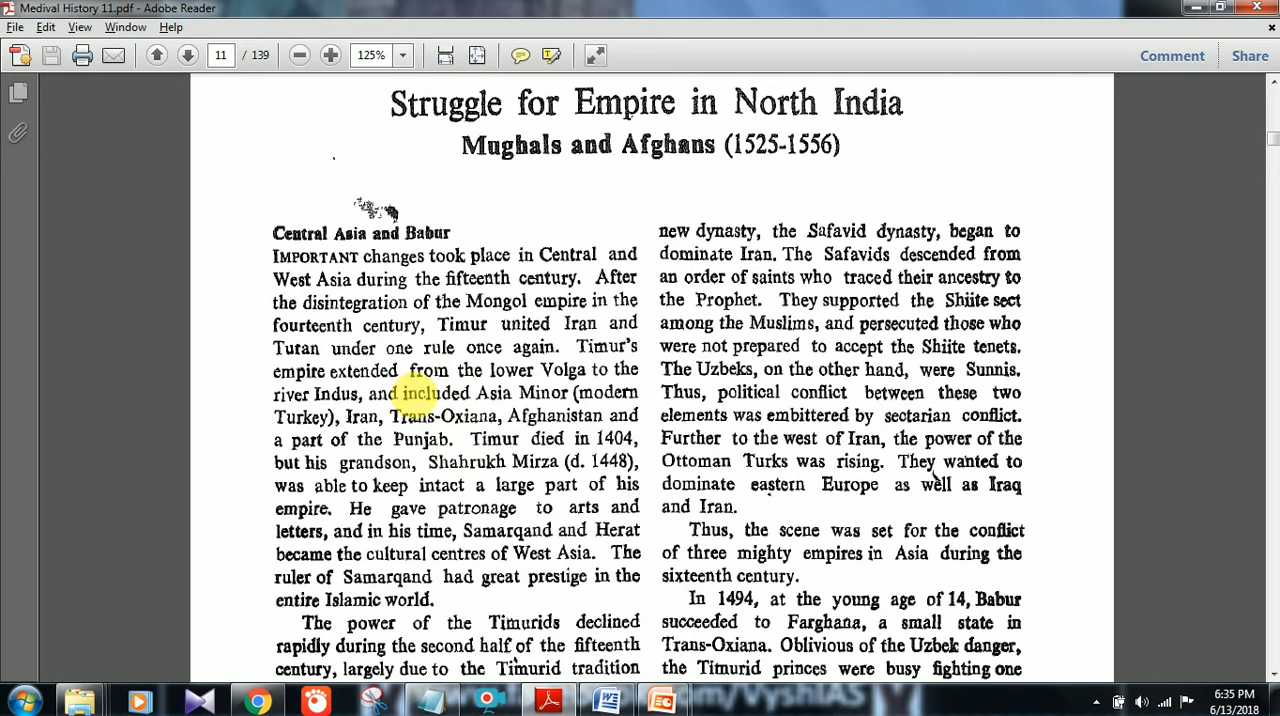 Medival History 11.pdf - Adobe Reader
File Edit View Window Help
11 / 139 125% Comment Share
Struggle for Empire in North India
Mughals and Afghans (1525-1556)
Central Asia and Babur
IMPORTANT changes took place in Central and
West Asia during the fifteenth century. After
the disintegration of the Mongol empire in the
fourteenth century, Timur united Iran and
Turan under one rule once again. Timur's
empire extended from the lower Volga to the
river Indus, and included Asia Minor (modern
Turkey), Iran, Trans-Oxiana, Afghanistan and
a part of the Punjab. Timur died in 1404,
but his grandson, Shahrukh Mirza (d. 1448),
was able to keep intact a large part of his
empire. He gave patronage to arts and
letters, and in his time, Samarqand and Herat
became the cultural centres of West Asia. The
ruler of Samarqand had great prestige in the
entire Islamic world.
The power of the Timurids declined
rapidly during the second half of the fifteenth
century, largely due to the Timurid tradition
new dynasty, the Safavid dynasty, began to
dominate Iran. The Safavids descended from
an order of saints who traced their ancestry to
the Prophet. They supported the Shiite sect
among the Muslims, and persecuted those who
were not prepared to accept the Shiite tenets.
The Uzbeks, on the other hand, were Sunnis.
Thus, political conflict between these two
elements was embittered by sectarian conflict.
Further to the west of Iran, the power of the
Ottoman Turks was rising. They wanted to
dominate eastern Europe as well as Iraq
and Iran.
Thus, the scene was set for the conflict
of three mighty empires in Asia during the
sixteenth century.
In 1494, at the young age of 14, Babur
succeeded to Farghana, a small state in
Trans-Oxiana. Oblivious of the Uzbek danger,
the Timurid princes were busy fighting one
6:35 PM
6/13/2018